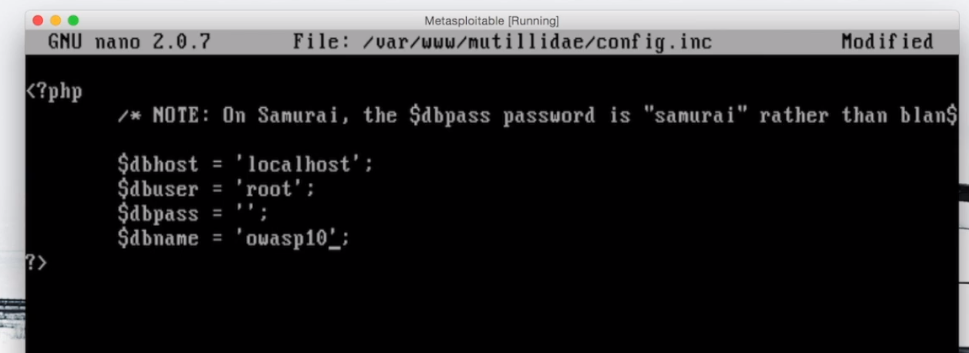 Metasploitable [Running]
GNU nano 2.0.7 File: /var/www/mutillidae/config.inc Modified
<?php
/* NOTE: On Samurai, the $dbpass password is "samurai" rather than blan$
$dbhost = 'localhost';
$dbuser = 'root';
$dbpass = '';
$dbname = 'owasp10';
?>